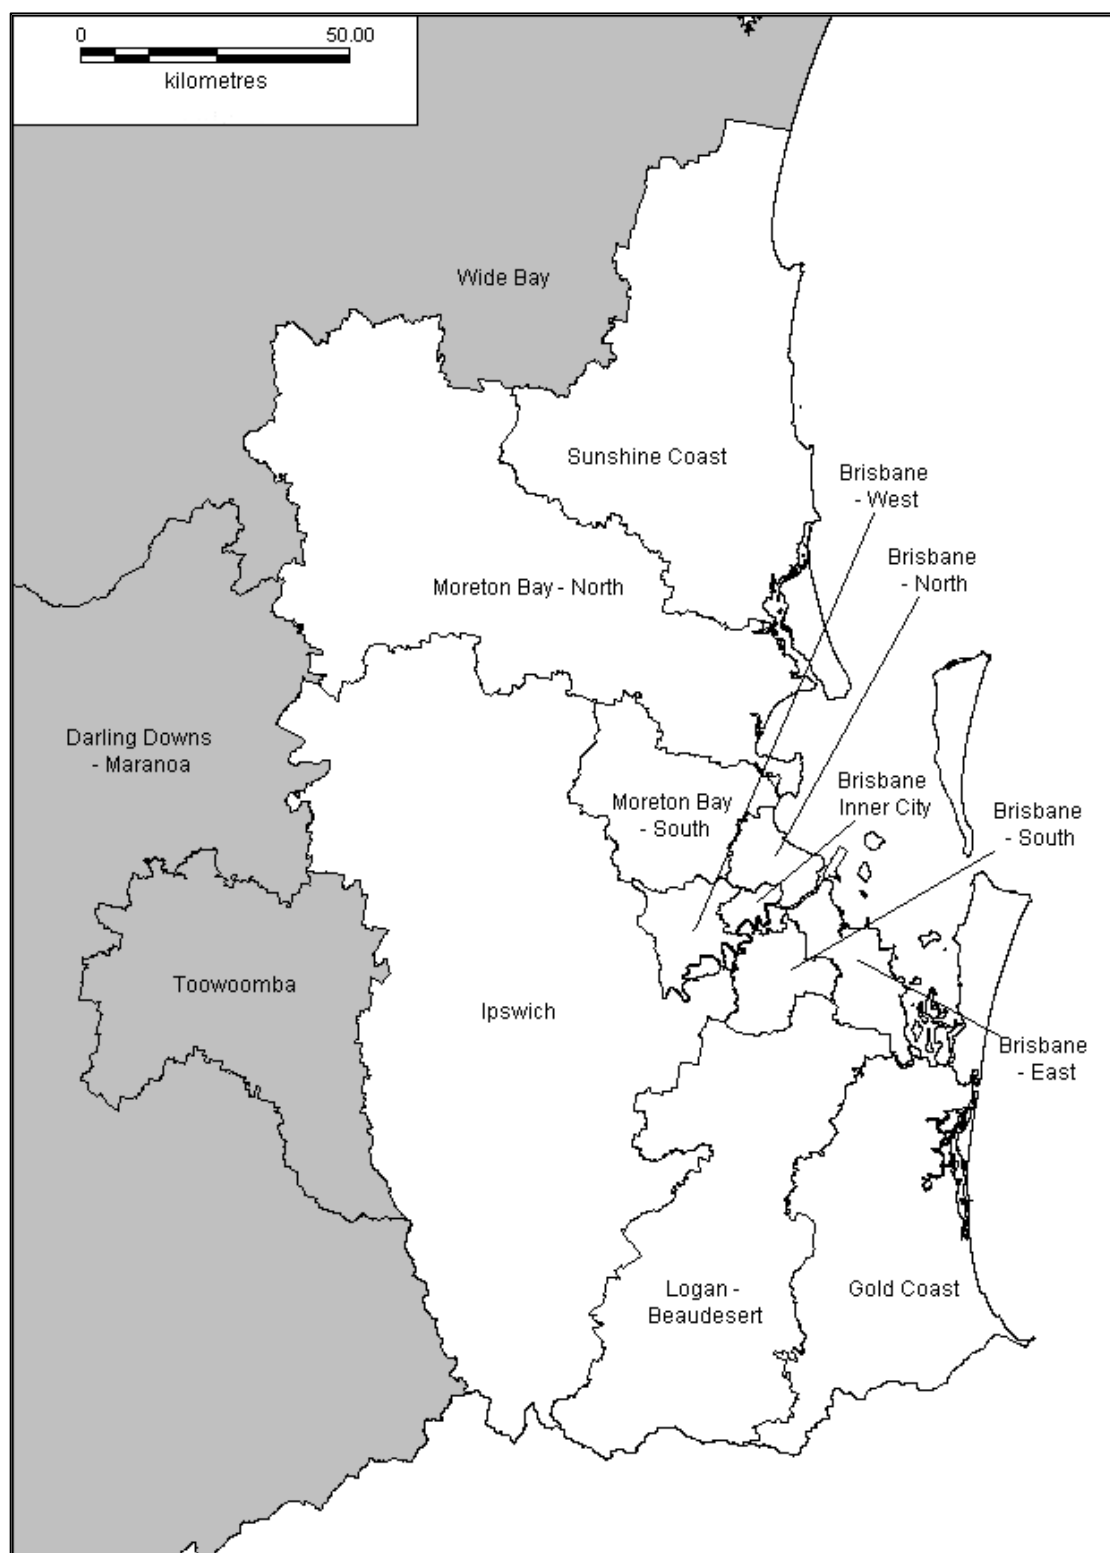 0 50.00
kilometres
Wide Bay
Sunshine Coast
Brisbane
- West
Brisbane
- North
Moreton Bay - North
Darling Downs
- Maranoa
Moreton Bay
- South
Brisbane
Inner City
Brisbane
- South
Toowoomba
Ipswich
Brisbane
- East
Logan -
Beaudesert
Gold Coast